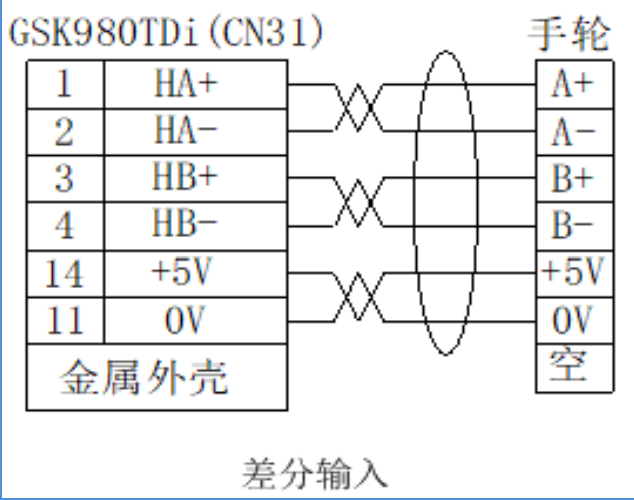 GSK980TDi(CN31) 手轮
1 HA+ A+
2 HA- A-
3 HB+ B+
4 HB- B-
14 +5V +5V
11 0V 0V
金属外壳 空
差分输入